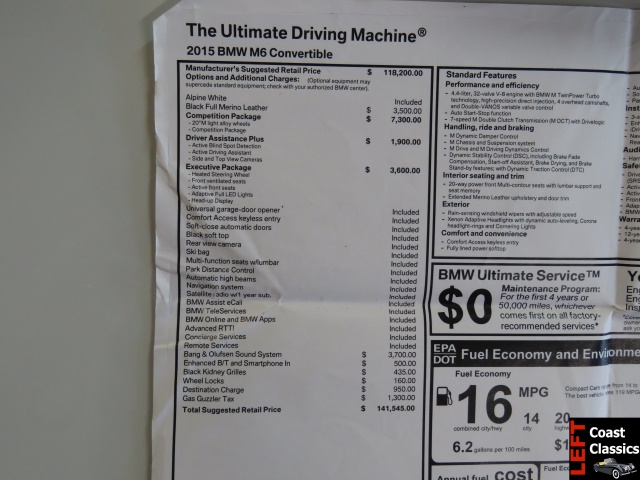 The Ultimate Driving Machine®
2015 BMW M6 Convertible
Manufacturer's Suggested Retail Price $ 118,200.00
Options and Additional Charges: (Optional equipment may
supercede standard equipment; check with your authorized BMW center).
Alpine White Included
Black Full Merino Leather $ 3,500.00
Competition Package $ 7,300.00
- 20"M light alloy wheels
- Competition Package
Driver Assistance Plus $ 1,900.00
- Active Blind Spot Detection
- Active Driving Assistant
- Side and Top View Cameras
Executive Package $ 3,600.00
- Heated Steering Wheel
- Front ventilated seats
- Active front seats
- Adaptive Full LED Lights
- Head-up Display
Universal garage-door opener Included
Comfort Access keyless entry Included
Soft-close automatic doors Included
Black soft top Included
Rear view camera Included
Ski bag Included
Multi-function seats w/lumbar Included
Park Distance Control Included
Automatic high beams Included
Navigation system Included
Satellite radio w/1 year sub. Included
BMW Assist eCall Included
BMW TeleServices Included
BMW Online and BMW Apps Included
Advanced RTTI Included
Concierge Services Included
Remote Services Included
Bang & Olufsen Sound System $ 3,700.00
Enhanced B/T and Smartphone In $ 500.00
Black Kidney Grilles $ 435.00
Wheel Locks $ 160.00
Destination Charge $ 950.00
Gas Guzzler Tax $ 1,300.00
Total Suggested Retail Price $ 141,545.00
Standard Features
Performance and efficiency
- 4.4-liter, 32-valve V-8 engine with BMW M TwinPower Turbo
technology, high-precision direct injection, 4 overhead camshafts,
and Double-VANOS variable valve control
- Auto Start-Stop function
- 7-speed M Double Clutch Transmission (M DCT) with Drivelogic
Handling, ride and braking
- M Dynamic Damper Control
- M Chassis and Suspension system
- M Drive and M Driving Dynamics Control
- Dynamic Stability Control (DSC), including Brake Fade
Compensation, Start-off Assistant, Brake Drying, and Brake
Stand-by features; with Dynamic Traction Control (DTC)
Interior seating and trim
- 20-way power front Multi-contour seats with lumbar support and
seat memory
- Extended Merino Leather upholstery and door trim
Exterior
- Rain-sensing windshield wipers with adjustable speed
- Xenon Adaptive Headlights with dynamic auto-leveling, Corona
headlight-rings and Cornering Lights
Comfort and convenience
- Comfort Access keyless entry
- Fully lined power softtop
BMW Ultimate Service™
$0
Maintenance Program:
For the first 4 years or
50,000 miles, whichever
comes first on all factory-
recommended services*
EPA
DOT
Fuel Economy and Environme
Fuel Economy
16 MPG
combined city/hwy
14
city
20
highw
6.2 gallons per 100 miles
Compact Cars
The best vehicle
119 MPG
Annual fuel cost
LEFT
Coast
Classics